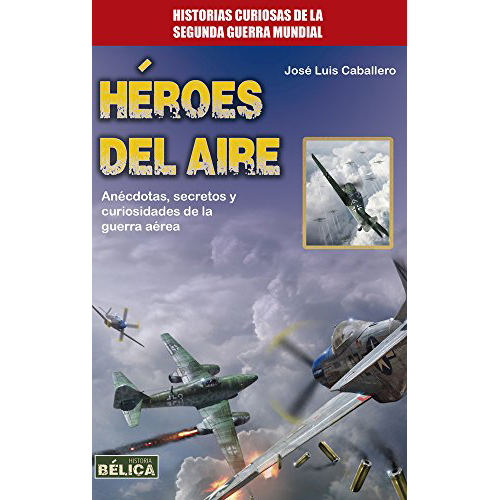 HISTORIAS CURIOSAS DE LA
SEGUNDA GUERRA MUNDIAL
José Luis Caballero
HÉROES
DEL AIRE
Anécdotas, secretos y
curiosidades de la
guerra aérea
HISTORIA
BÉLICA